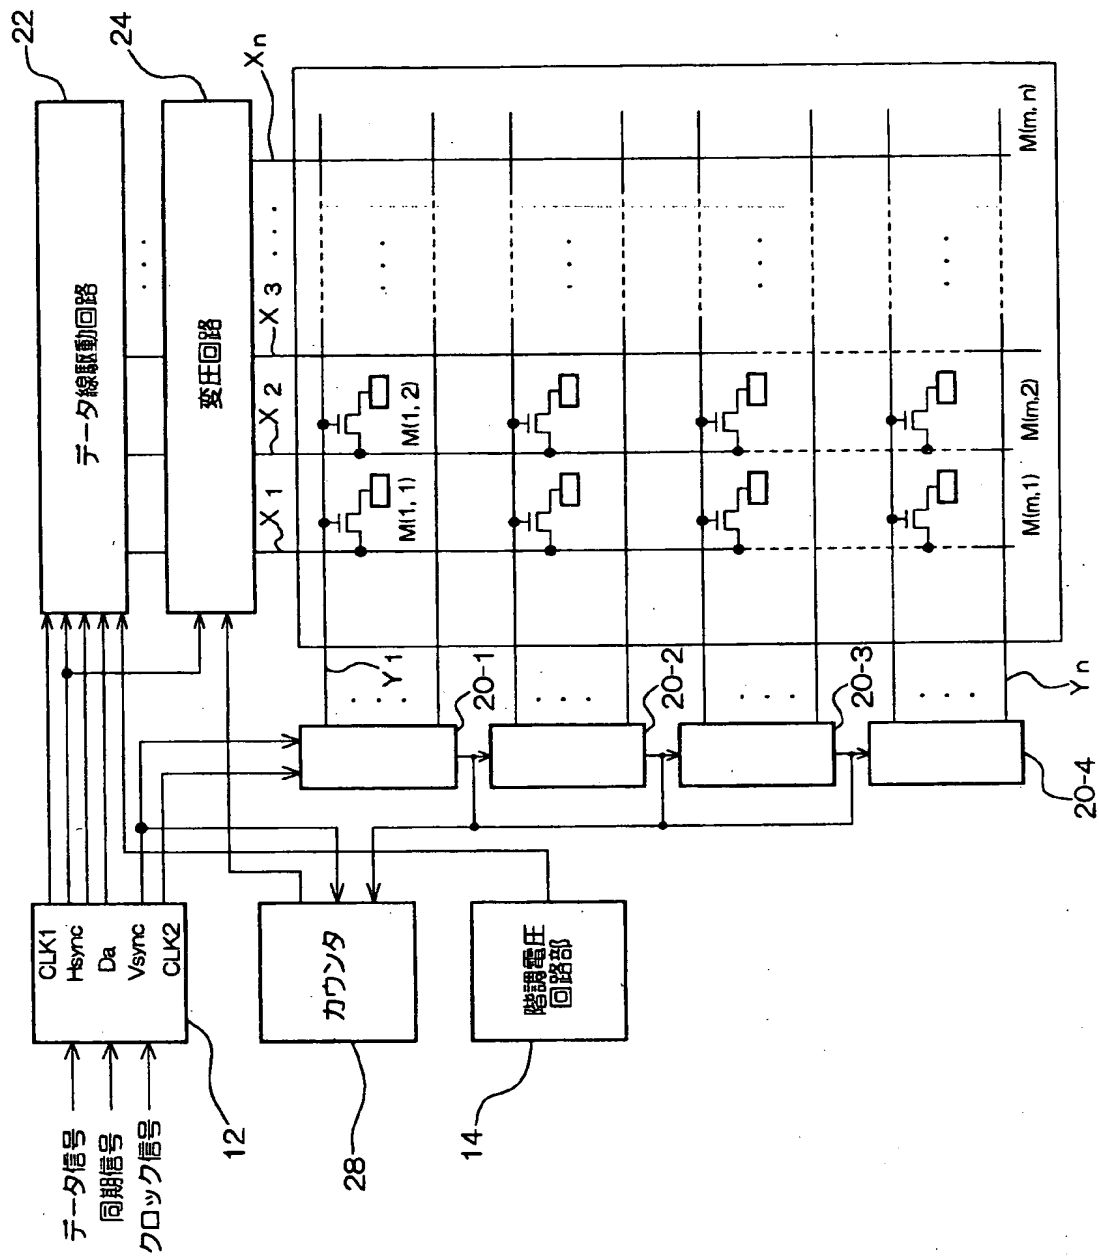 データ信号
同期信号
クロック信号
12
CLK1
Hsync
Da
Vsync
CLK2
データ線駆動回路
22
変圧回路
24
カウンタ
28
階調電圧
回路部
14
X1
X2
X3
Xn
Y1
Yn
20-1
20-2
20-3
20-4
M(1, 1)
M(1, 2)
M(m,1)
M(m,2)
M(m, n)